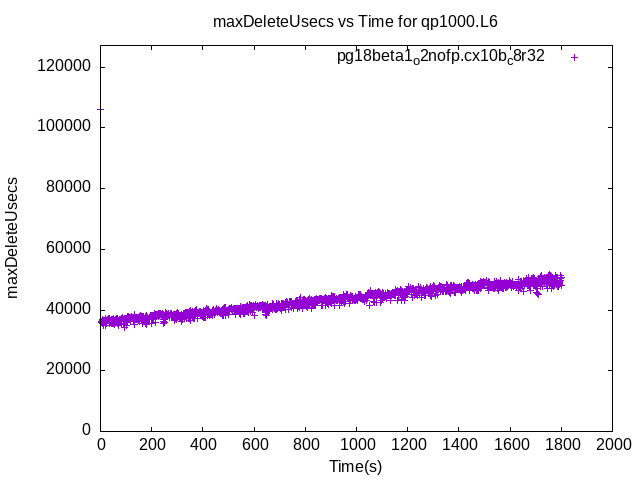 maxDeleteUsecs vs Time for qp1000.L6
pg18beta1o2nofp.cx10bc8r32
120000
100000
80000
60000
40000
20000
0
maxDeleteUsecs
0 200 400 600 800 1000 1200 1400 1600 1800 2000
Time(s)